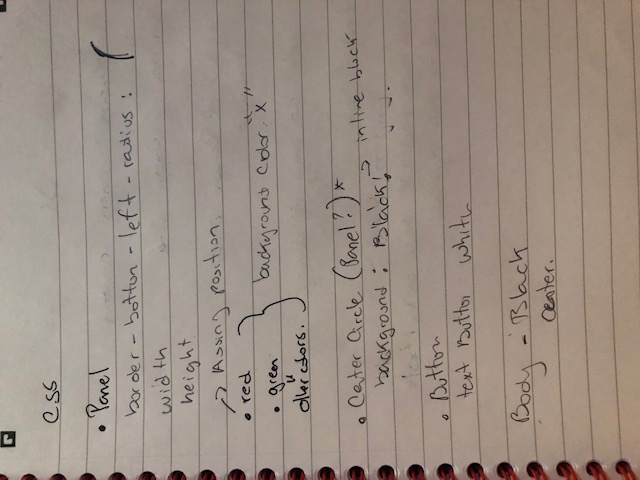 CSS
• Panel
border - botton - left - radius :
width
height
→ Assing position.
• red
• green
other colors.
background color "x"
• Center Circle (Panel?)*
background : Black! → inline block
• Button
text Button White
Body - Black
center.